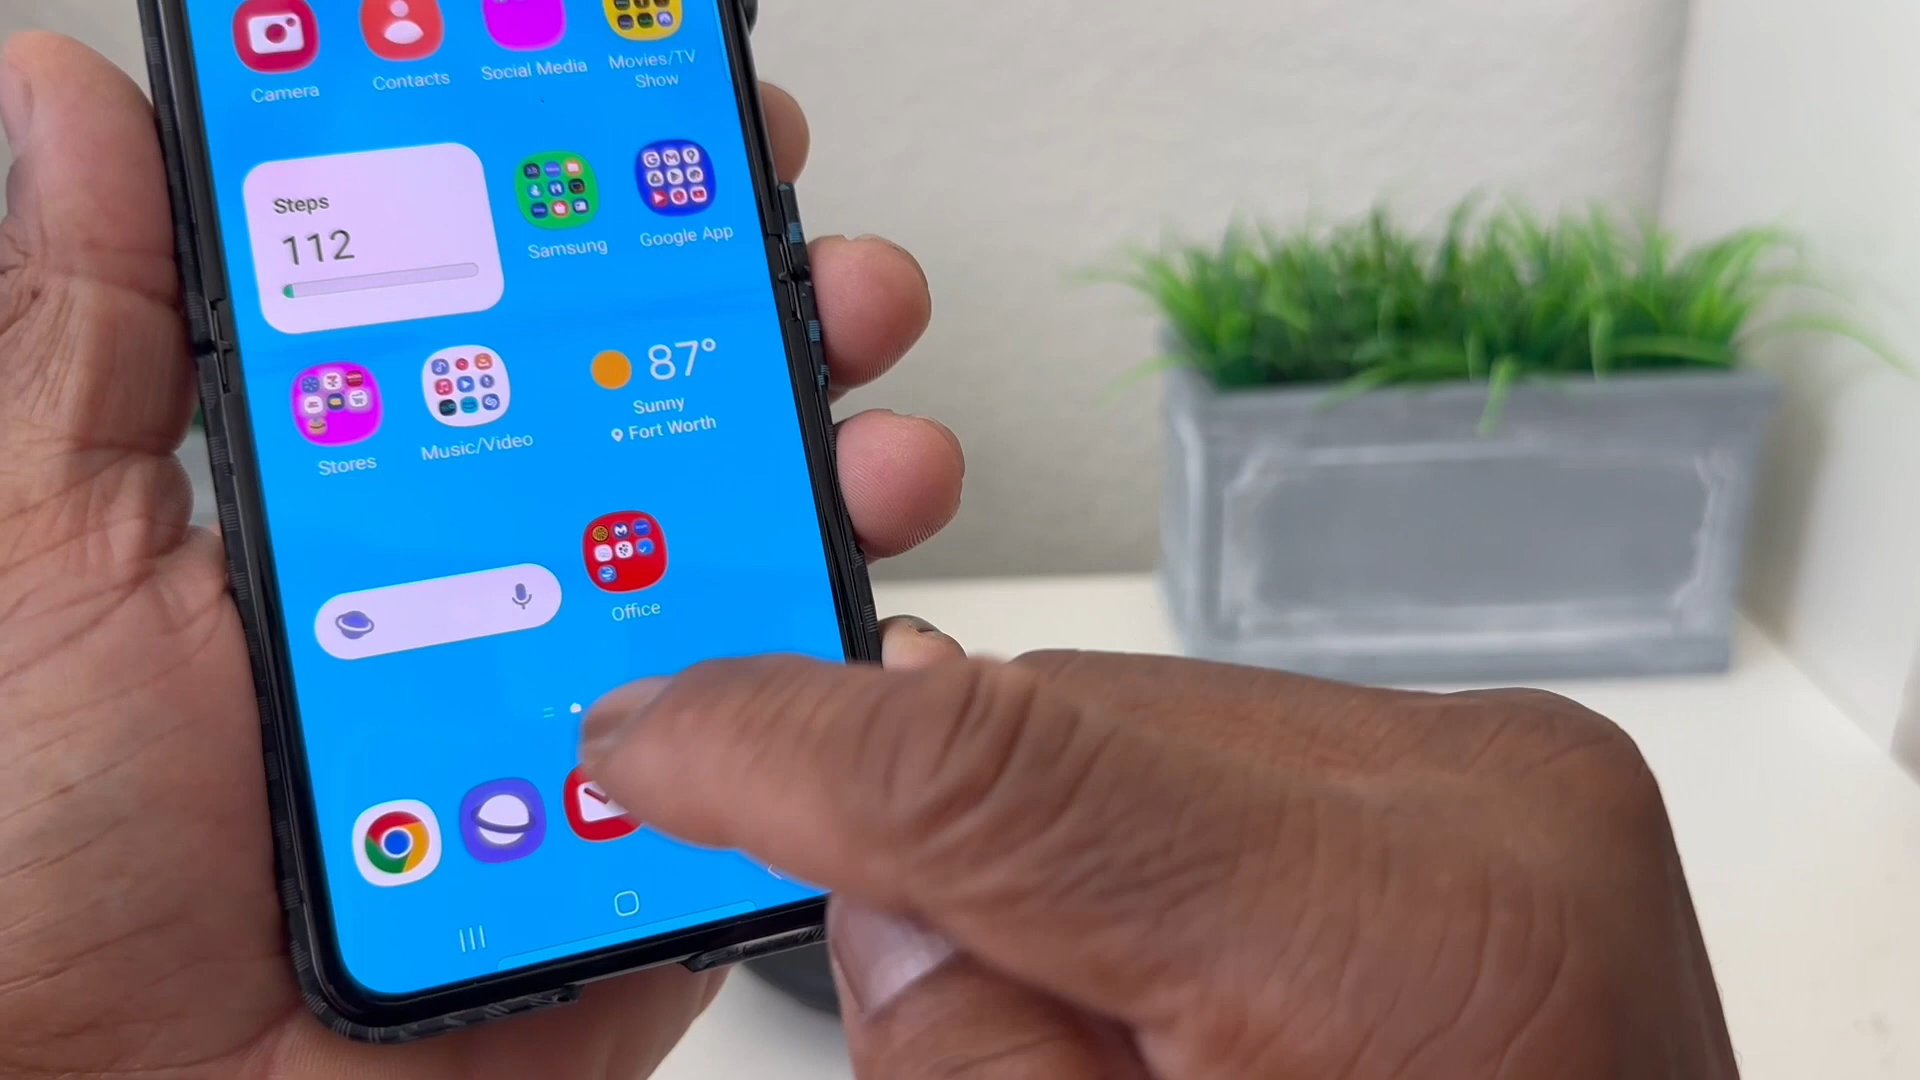 Camera
Contacts
Social Media
Movies/TV
Show
Steps
112
Samsung
Google App
Stores
Music/Video
87°
Sunny
Fort Worth
Office